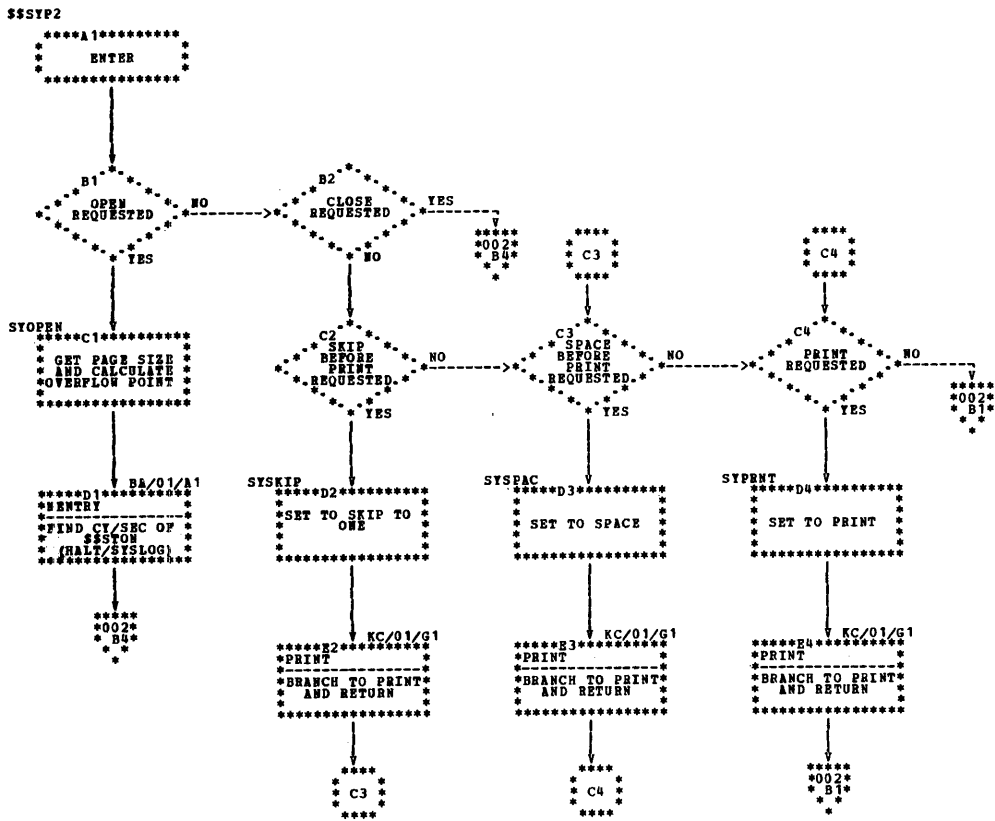 $$SYP2
A1
ENTER
B1
OPEN
REQUESTED
NO
YES
B2
CLOSE
REQUESTED
YES
NO
002
B4
C3
C4
SYOPEN
C1
GET PAGE SIZE
AND CALCULATE
OVERFLOW POINT
C2
SKIP
BEFORE
PRINT
REQUESTED
NO
YES
C3
SPACE
BEFORE
PRINT
REQUESTED
NO
YES
C4
PRINT
REQUESTED
NO
YES
002
B1
BA/01/A1
D1
NENTRY
FIND CY/SEC OF
$$STON
(HALT/SYSLOG)
SYSKIP
D2
SET TO SKIP TO
ONE
SYSPAC
D3
SET TO SPACE
SYPRNT
D4
SET TO PRINT
002
B4
KC/01/G1
E2
PRINT
BRANCH TO PRINT
AND RETURN
KC/01/G1
E3
PRINT
BRANCH TO PRINT
AND RETURN
KC/01/G1
E4
PRINT
BRANCH TO PRINT
AND RETURN
C3
C4
002
B1